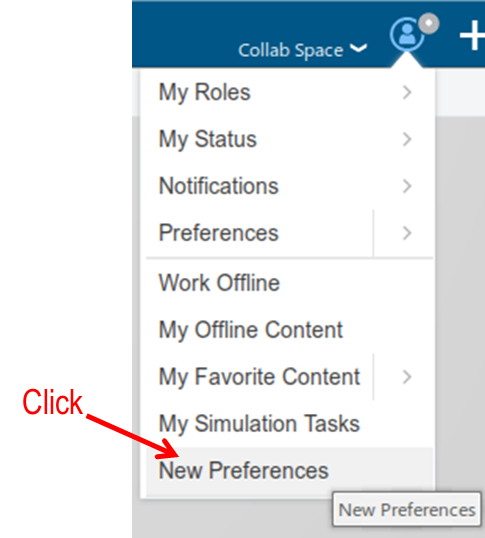 Collab Space
My Roles
My Status
Notifications
Preferences
Work Offline
My Offline Content
My Favorite Content
Click
My Simulation Tasks
New Preferences
New Preferences